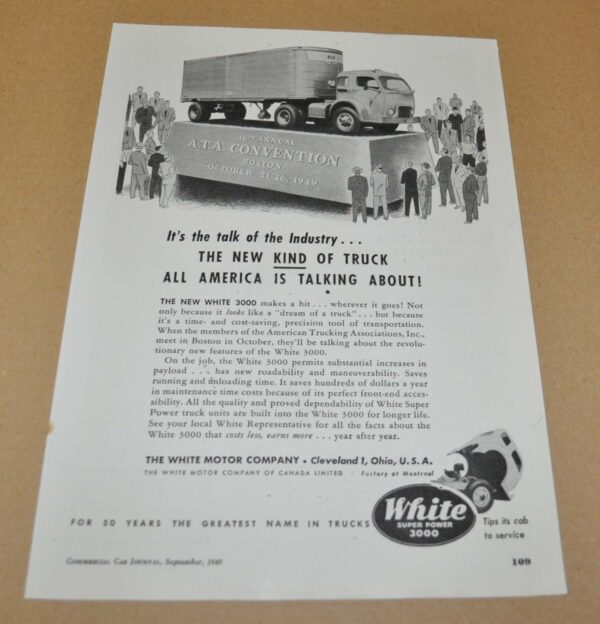 16TH ANNUAL
A.T.A. CONVENTION
BOSTON
OCTOBER 21-26, 1949
It's the talk of the Industry . . .
THE NEW KIND OF TRUCK
ALL AMERICA IS TALKING ABOUT!
THE NEW WHITE 3000 makes a hit . . . wherever it goes! Not
only because it looks like a "dream of a truck" . . . but because
it's a time- and cost-saving, precision tool of transportation.
When the members of the American Trucking Associations, Inc.,
meet in Boston in October, they'll be talking about the revolu-
tionary new features of the White 3000.
On the job, the White 3000 permits substantial increases in
payload . . . has new roadability and maneuverability. Saves
running and unloading time. It saves hundreds of dollars a year
in maintenance time costs because of its perfect front-end acces-
sibility. All the quality and proved dependability of White Super
Power truck units are built into the White 3000 for longer life.
See your local White Representative for all the facts about the
White 3000 that costs less, earns more . . . year after year.
THE WHITE MOTOR COMPANY • Cleveland 1, Ohio, U. S. A.
THE WHITE MOTOR COMPANY OF CANADA LIMITED · Factory at Montreal
FOR 50 YEARS THE GREATEST NAME IN TRUCKS
White
SUPER POWER
3000
Tips its cab
to service
COMMERCIAL CAR JOURNAL, September, 1949
109